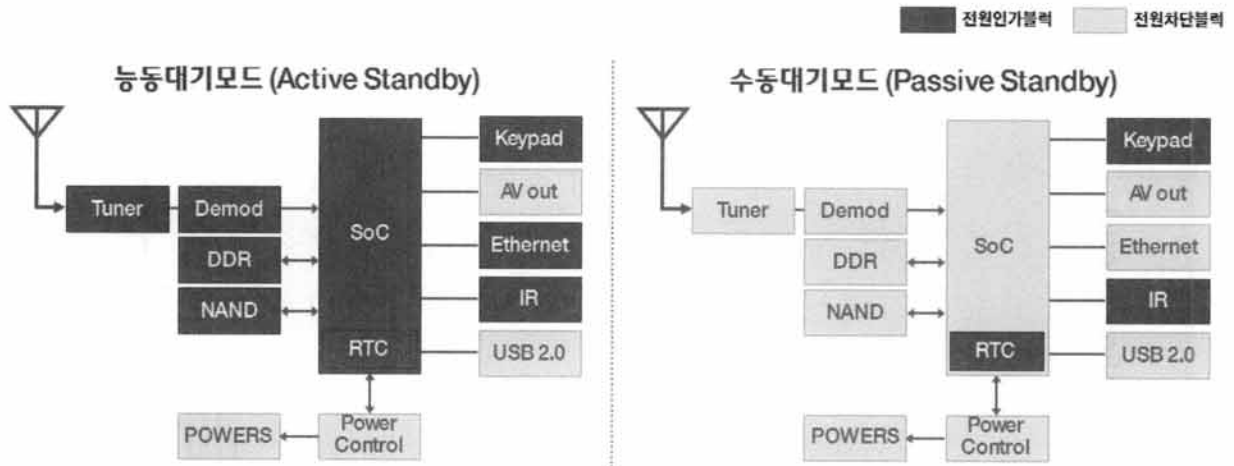 전원인가블럭 전원차단블럭
능동대기모드 (Active Standby)
Keypad
AV out
Tuner Demod
SoC
Ethernet
DDR
IR
NAND
RTC
USB 2.0
POWERS
Power
Control
수동대기모드 (Passive Standby)
Keypad
AV out
Tuner Demod
SoC
Ethernet
DDR
IR
NAND
RTC
USB 2.0
POWERS
Power
Control